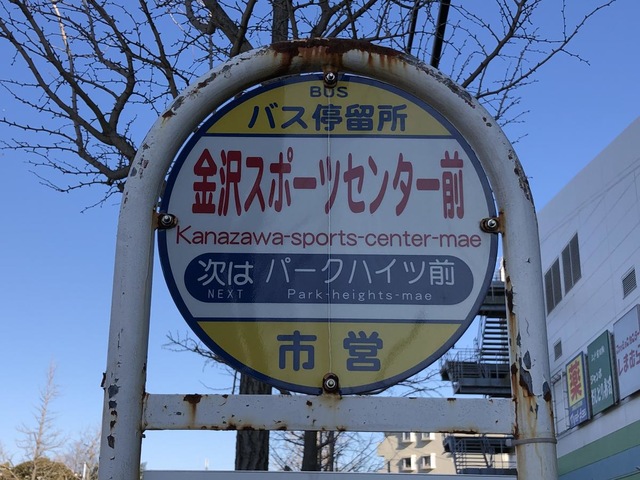 BUS
バス停留所
金沢スポーツセンター前
Kanazawa-sports-center-mae
次は パークハイツ前
NEXT Park-heights-mae
市営
薬